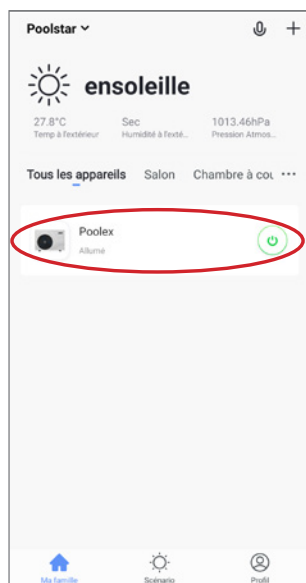 Poolstar
ensoleille
27.8°C Sec 1013.46hPa
Temp à l'extérieur Humidité à l'exté... Pression Atmos...
Tous les appareils Salon Chambre à cou ...
Poolex
Allumé
Ma famille Scénario Profil